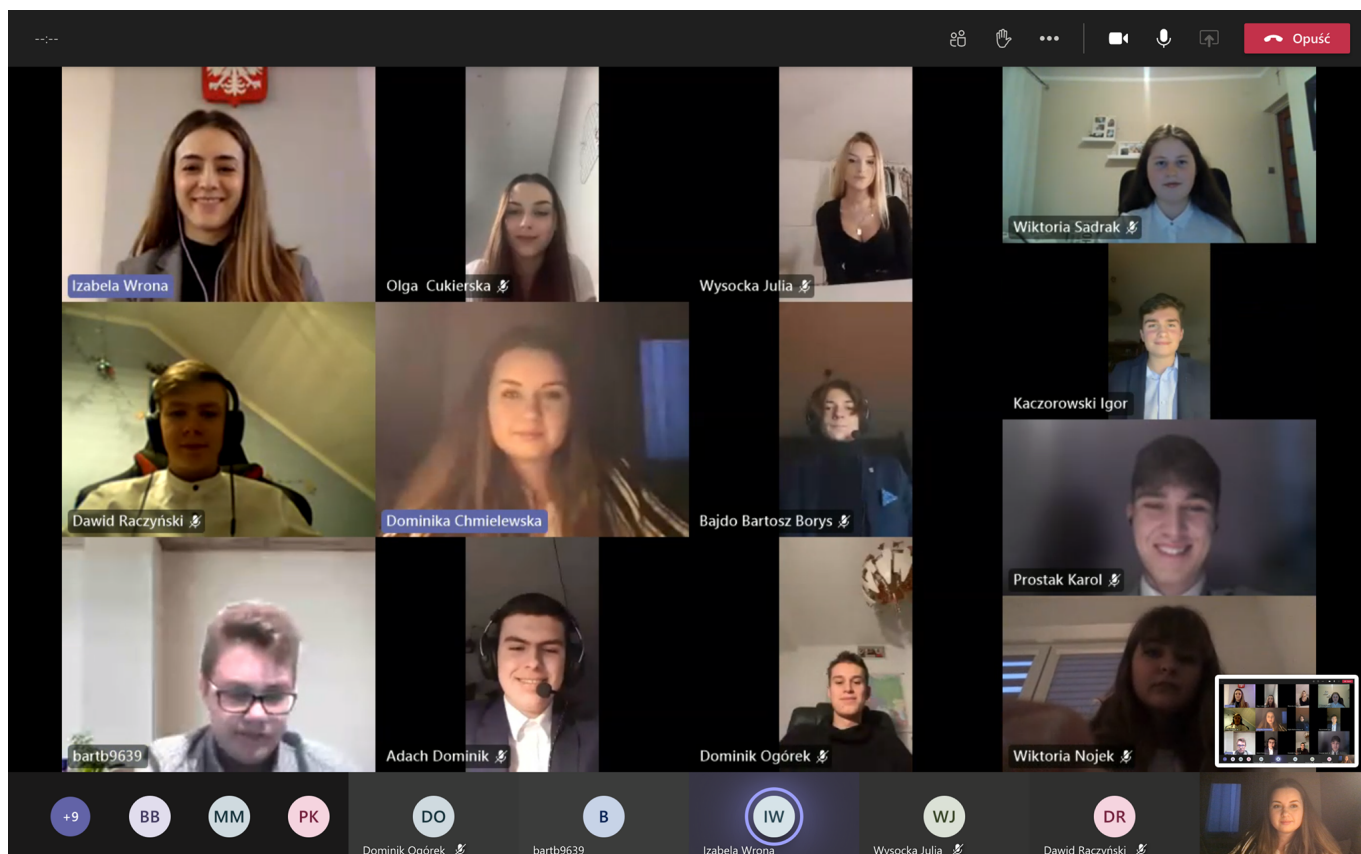 --:--
Opuść
Izabela Wrona
Olga Cukierska
Wysocka Julia
Wiktoria Sadrak
Kaczorowski Igor
Dawid Raczyński
Dominika Chmielewska
Bajdo Bartosz Borys
Prostak Karol
bartb9639
Adach Dominik
Dominik Ogórek
Wiktoria Nojek
+9
BB
MM
PK
DO
B
IW
WJ
DR
Dominik Ogórek
bartb9639
Izabela Wrona
Wysocka Julia
Dawid Raczyński